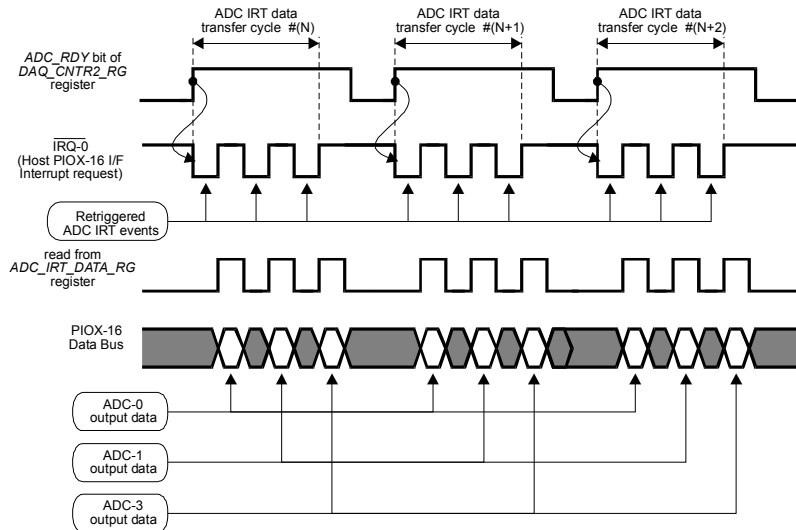 ADC IRT data
transfer cycle #(N)
ADC IRT data
transfer cycle #(N+1)
ADC IRT data
transfer cycle #(N+2)
ADC_RDY bit of
DAQ_CNTR2_RG
register
IRQ-0
(Host PIOX-16 I/F
Interrupt request)
Retriggered
ADC IRT events
read from
ADC_IRT_DATA_RG
register
PIOX-16
Data Bus
ADC-0
output data
ADC-1
output data
ADC-3
output data